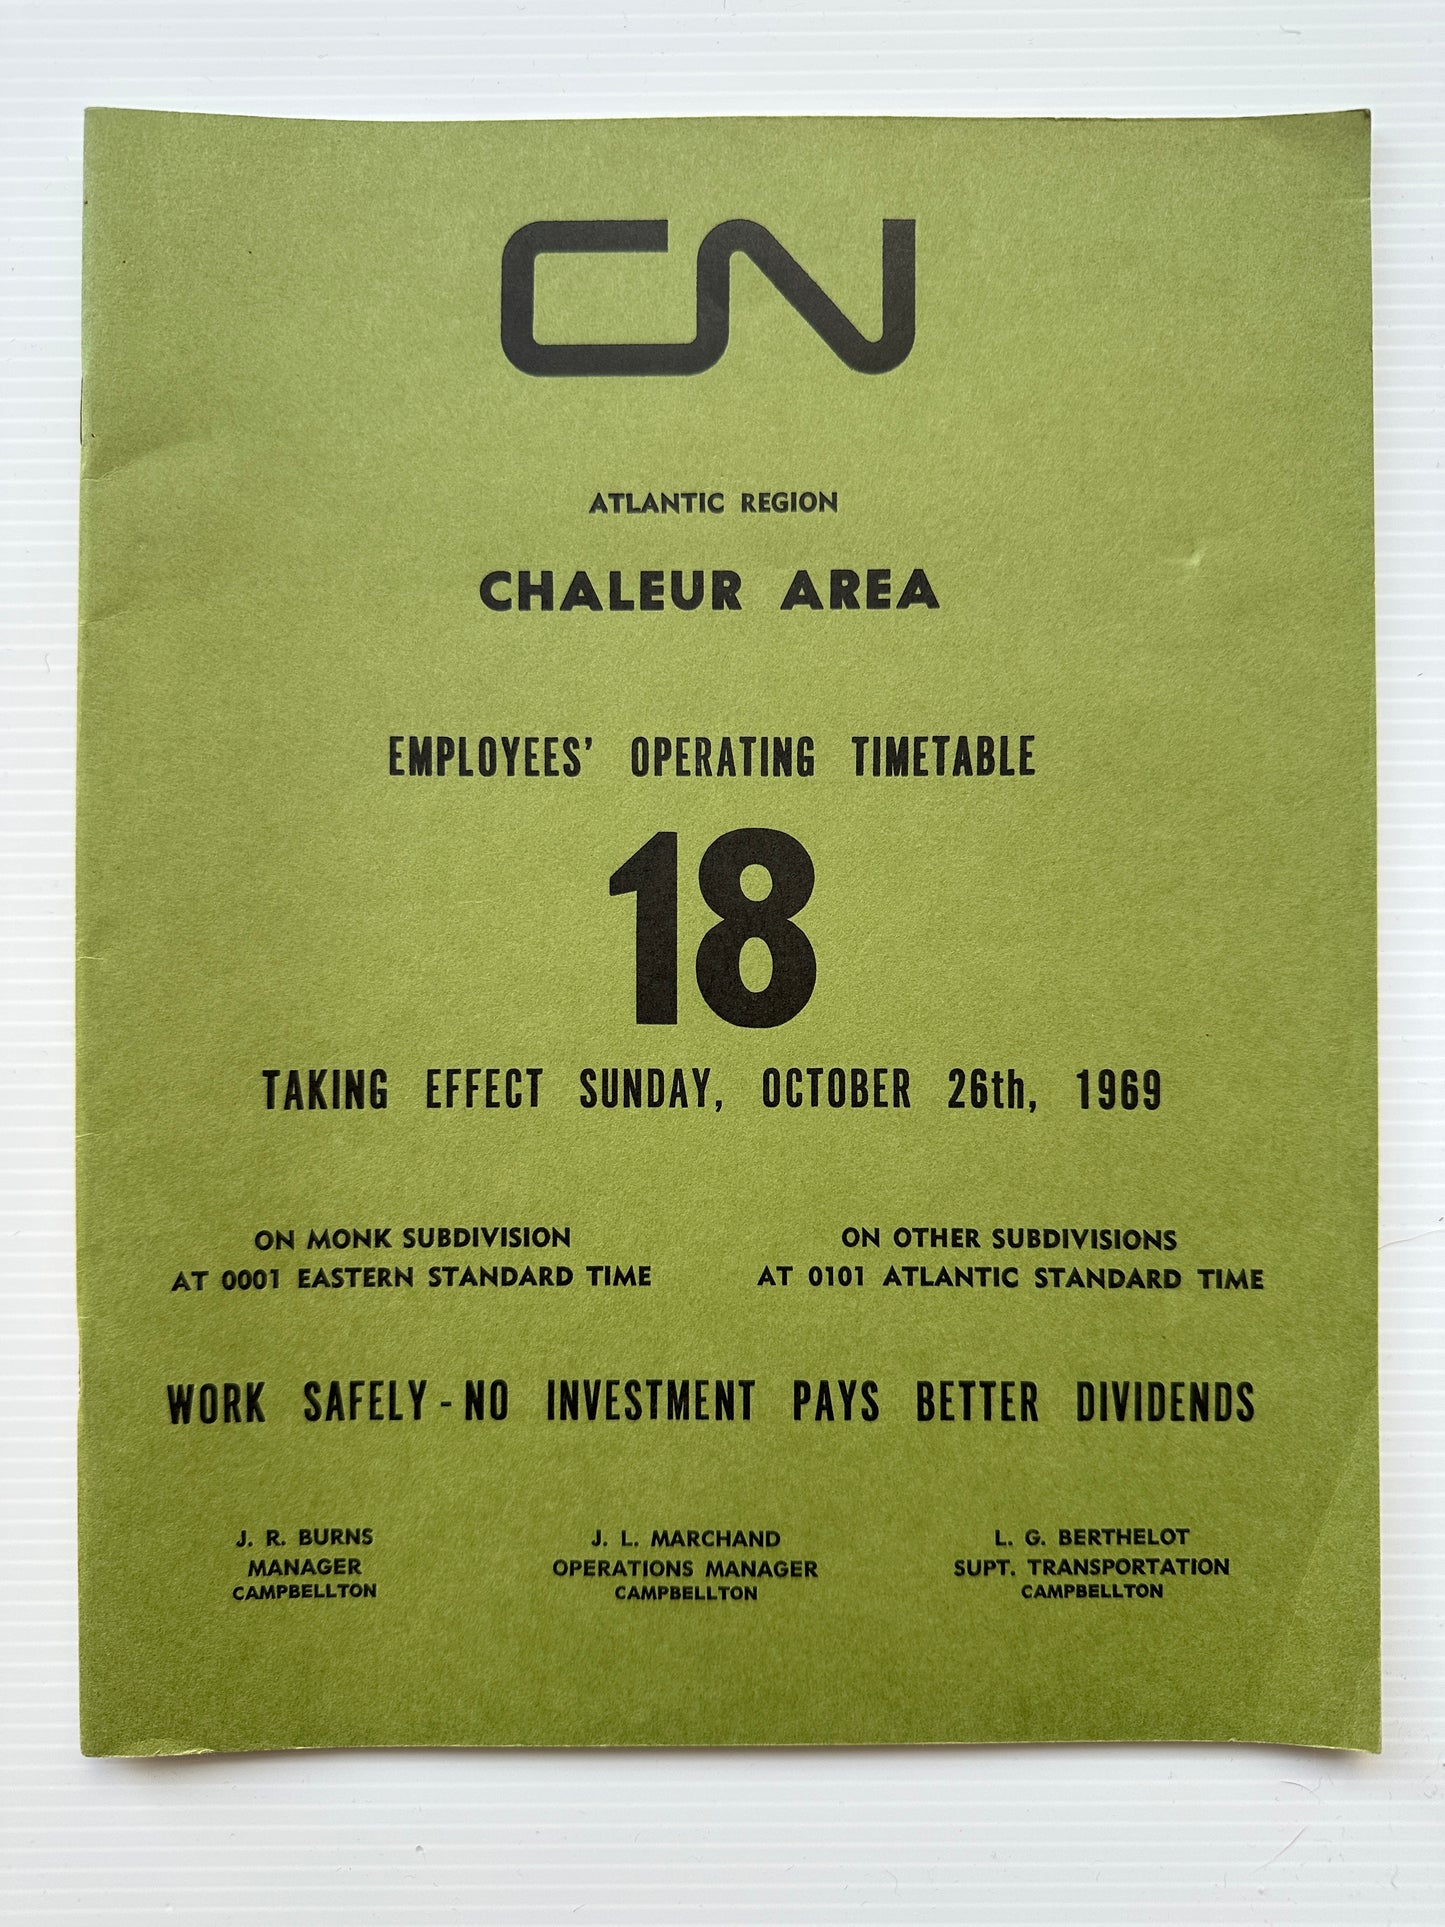 CN
ATLANTIC REGION
CHALEUR AREA
EMPLOYEES' OPERATING TIMETABLE
18
TAKING EFFECT SUNDAY, OCTOBER 26th, 1969
ON MONK SUBDIVISION
AT 0001 EASTERN STANDARD TIME
ON OTHER SUBDIVISIONS
AT 0101 ATLANTIC STANDARD TIME
WORK SAFELY - NO INVESTMENT PAYS BETTER DIVIDENDS
J. R. BURNS
MANAGER
CAMPBELLTON
J. L. MARCHAND
OPERATIONS MANAGER
CAMPBELLTON
L. G. BERTHELOT
SUPT. TRANSPORTATION
CAMPBELLTON